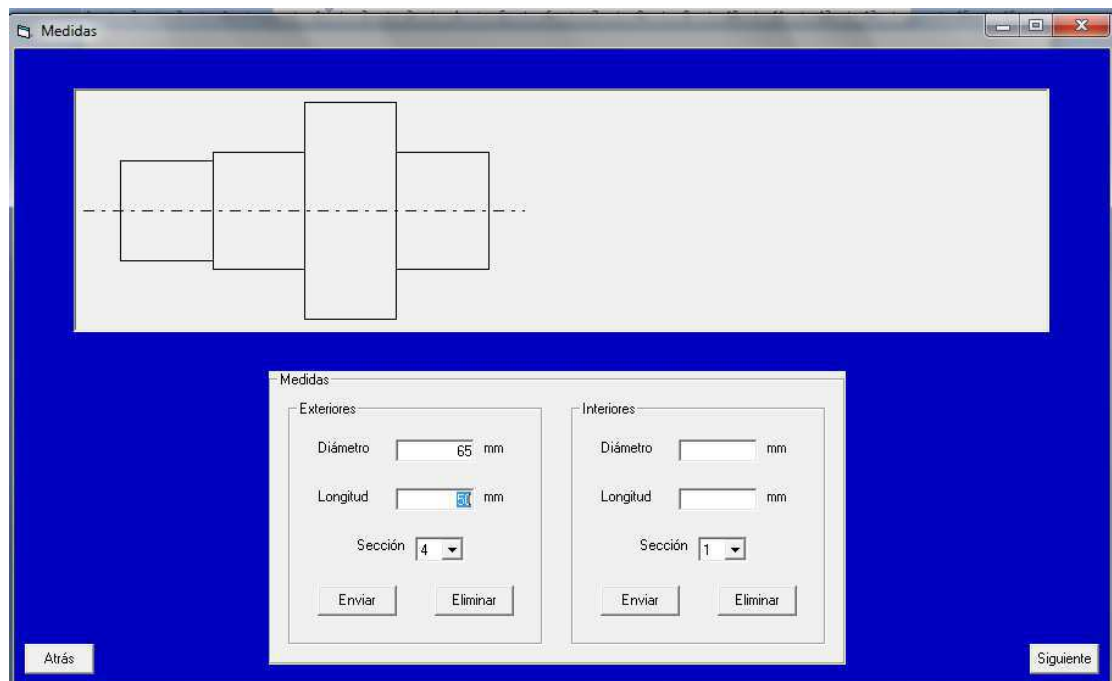 Medidas
Medidas
Exteriores
Interiores
Diámetro 65 mm
Diámetro mm
Longitud 50 mm
Longitud mm
Sección 4
Sección 1
Enviar Eliminar
Enviar Eliminar
Atrás
Siguiente